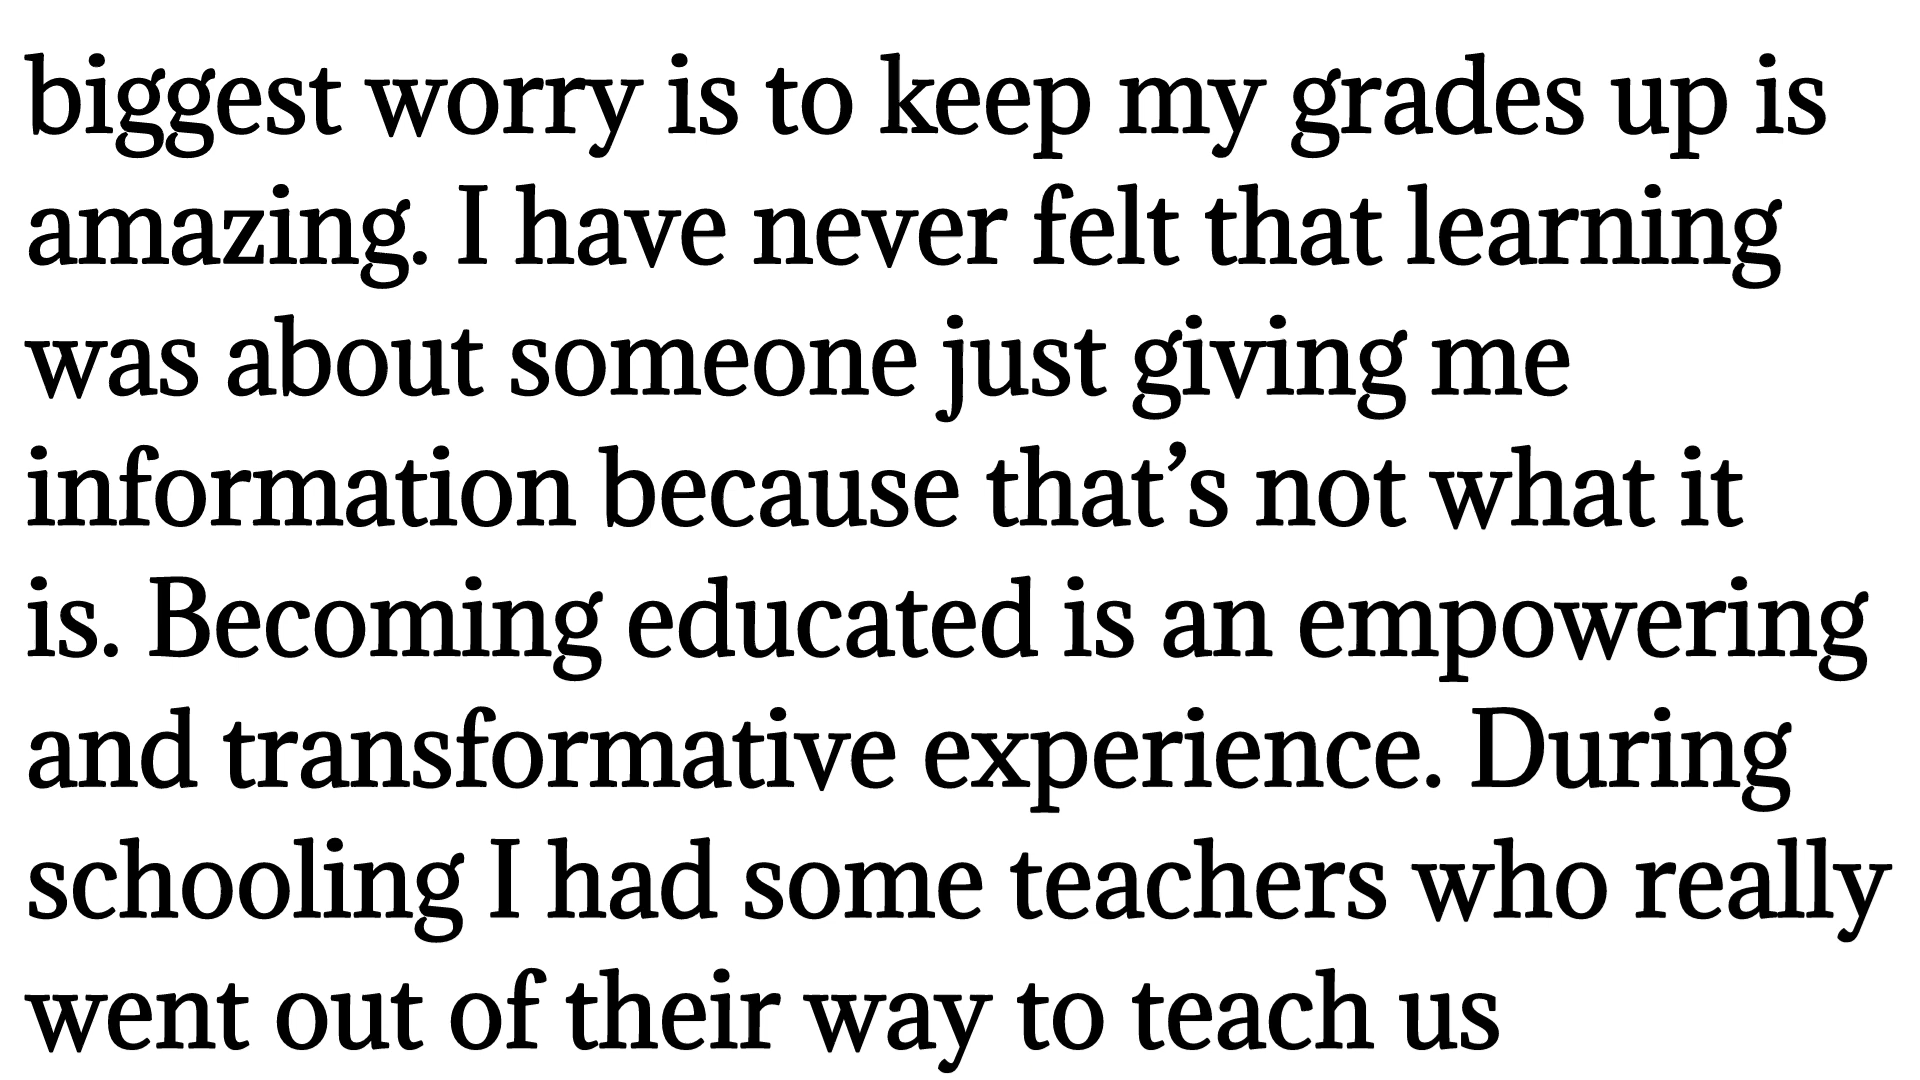 biggest worry is to keep my grades up is
amazing. I have never felt that learning
was about someone just giving me
information because that’s not what it
is. Becoming educated is an empowering
and transformative experience. During
schooling I had some teachers who really
went out of their way to teach us